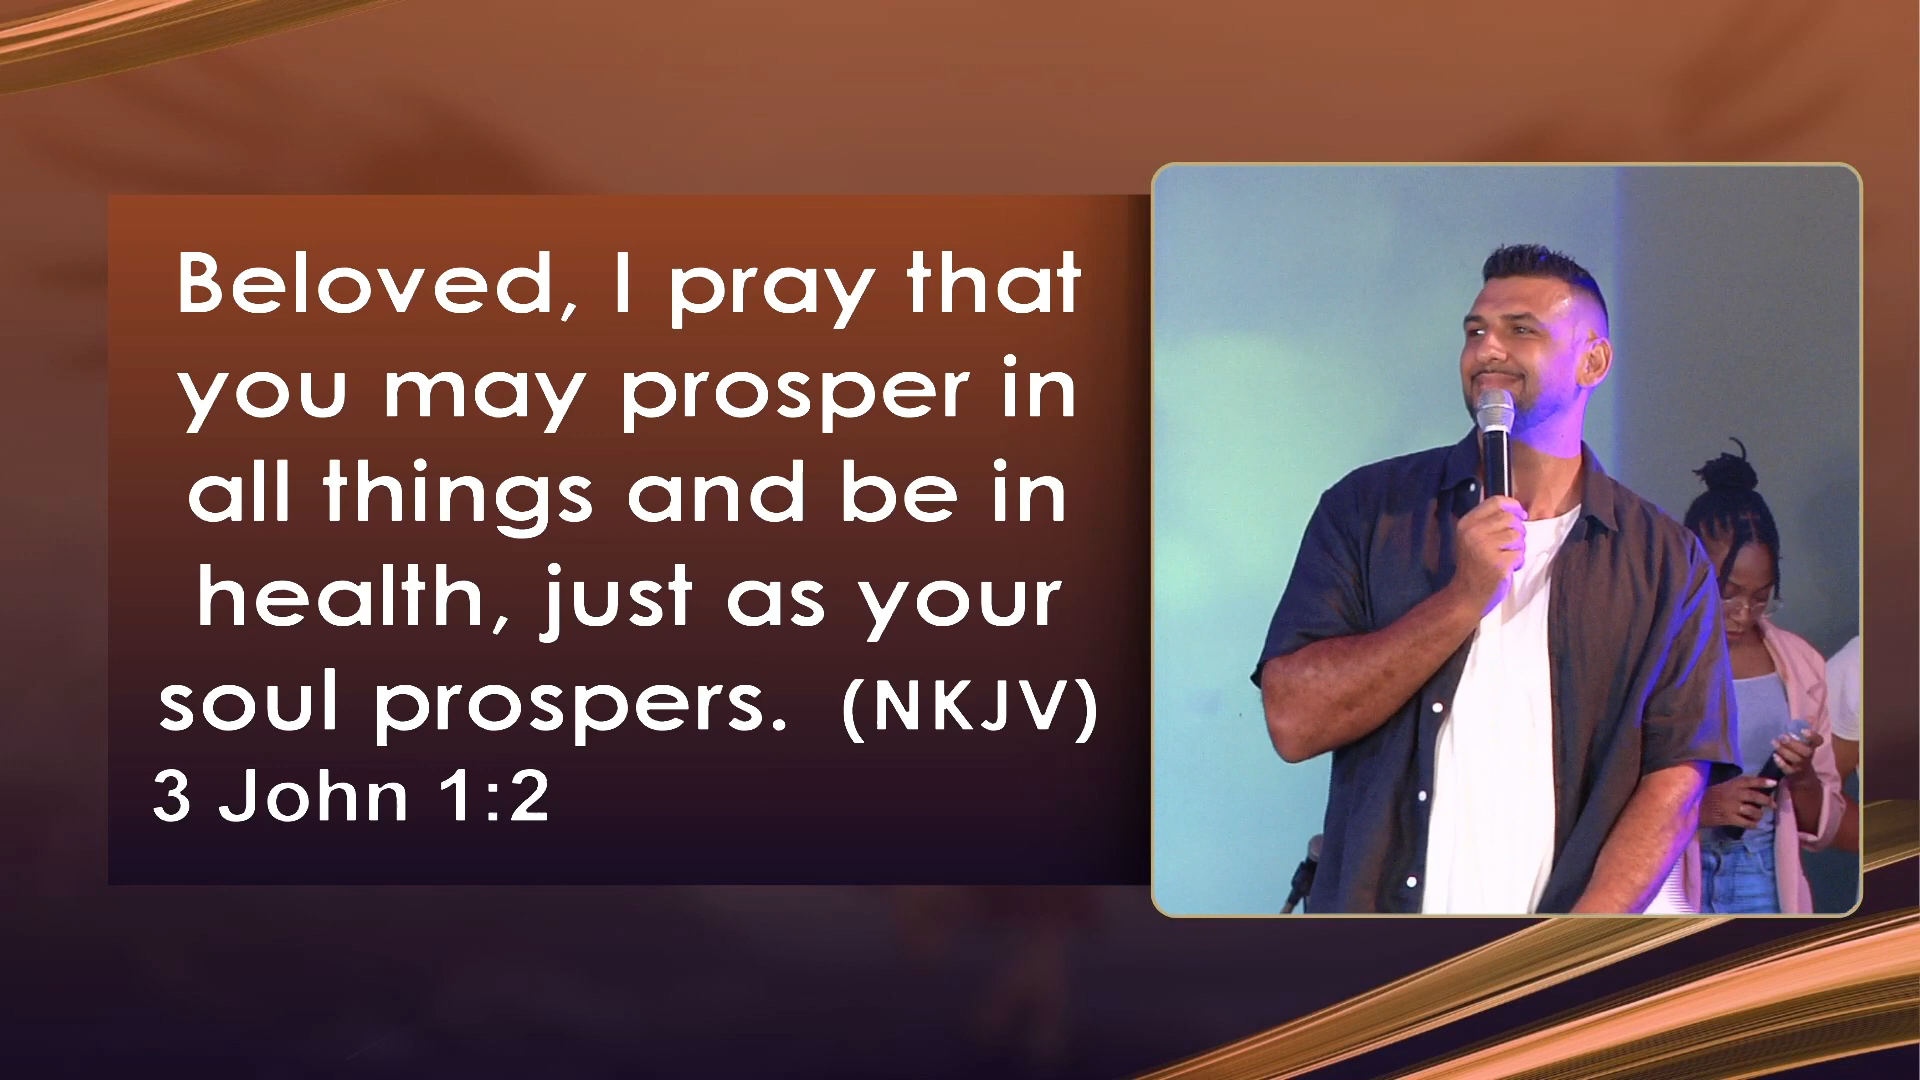 Beloved, I pray that
you may prosper in
all things and be in
health, just as your
soul prospers. (NKJV)
3 John 1:2